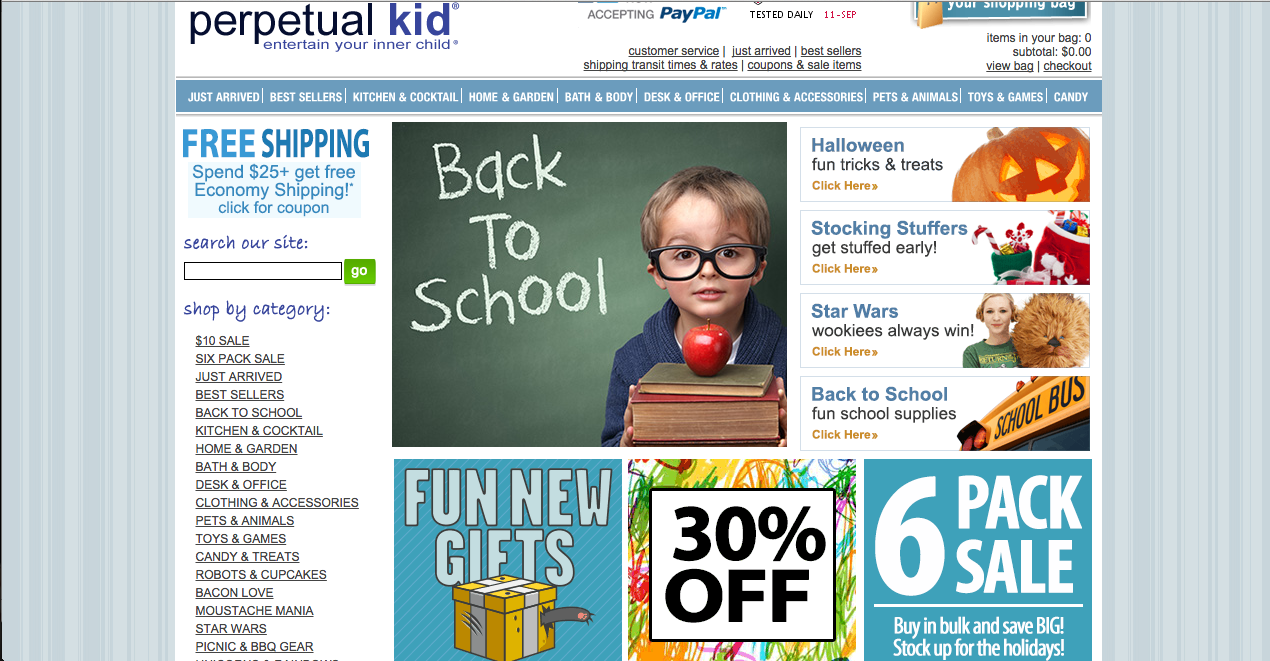 perpetual kid®
entertain your inner child®
ACCEPTING PayPal™
TESTED DAILY 11-SEP
your shopping bag
items in your bag: 0
subtotal: $0.00
view bag | checkout
customer service | just arrived | best sellers
shipping transit times & rates | coupons & sale items
JUST ARRIVED | BEST SELLERS | KITCHEN & COCKTAIL | HOME & GARDEN | BATH & BODY | DESK & OFFICE | CLOTHING & ACCESSORIES | PETS & ANIMALS | TOYS & GAMES | CANDY
FREE SHIPPING
Spend $25+ get free
Economy Shipping!*
click for coupon
search our site:
go
shop by category:
$10 SALE
SIX PACK SALE
JUST ARRIVED
BEST SELLERS
BACK TO SCHOOL
KITCHEN & COCKTAIL
HOME & GARDEN
BATH & BODY
DESK & OFFICE
CLOTHING & ACCESSORIES
PETS & ANIMALS
TOYS & GAMES
CANDY & TREATS
ROBOTS & CUPCAKES
BACON LOVE
MOUSTACHE MANIA
STAR WARS
PICNIC & BBQ GEAR
Back
To
School
Halloween
fun tricks & treats
Click Here»
Stocking Stuffers
get stuffed early!
Click Here»
Star Wars
wookiees always win!
Click Here»
Back to School
fun school supplies
Click Here»
SCHOOL BUS
FUN NEW
GIFTS
30%
OFF
6 PACK
SALE
Buy in bulk and save BIG!
Stock up for the holidays!